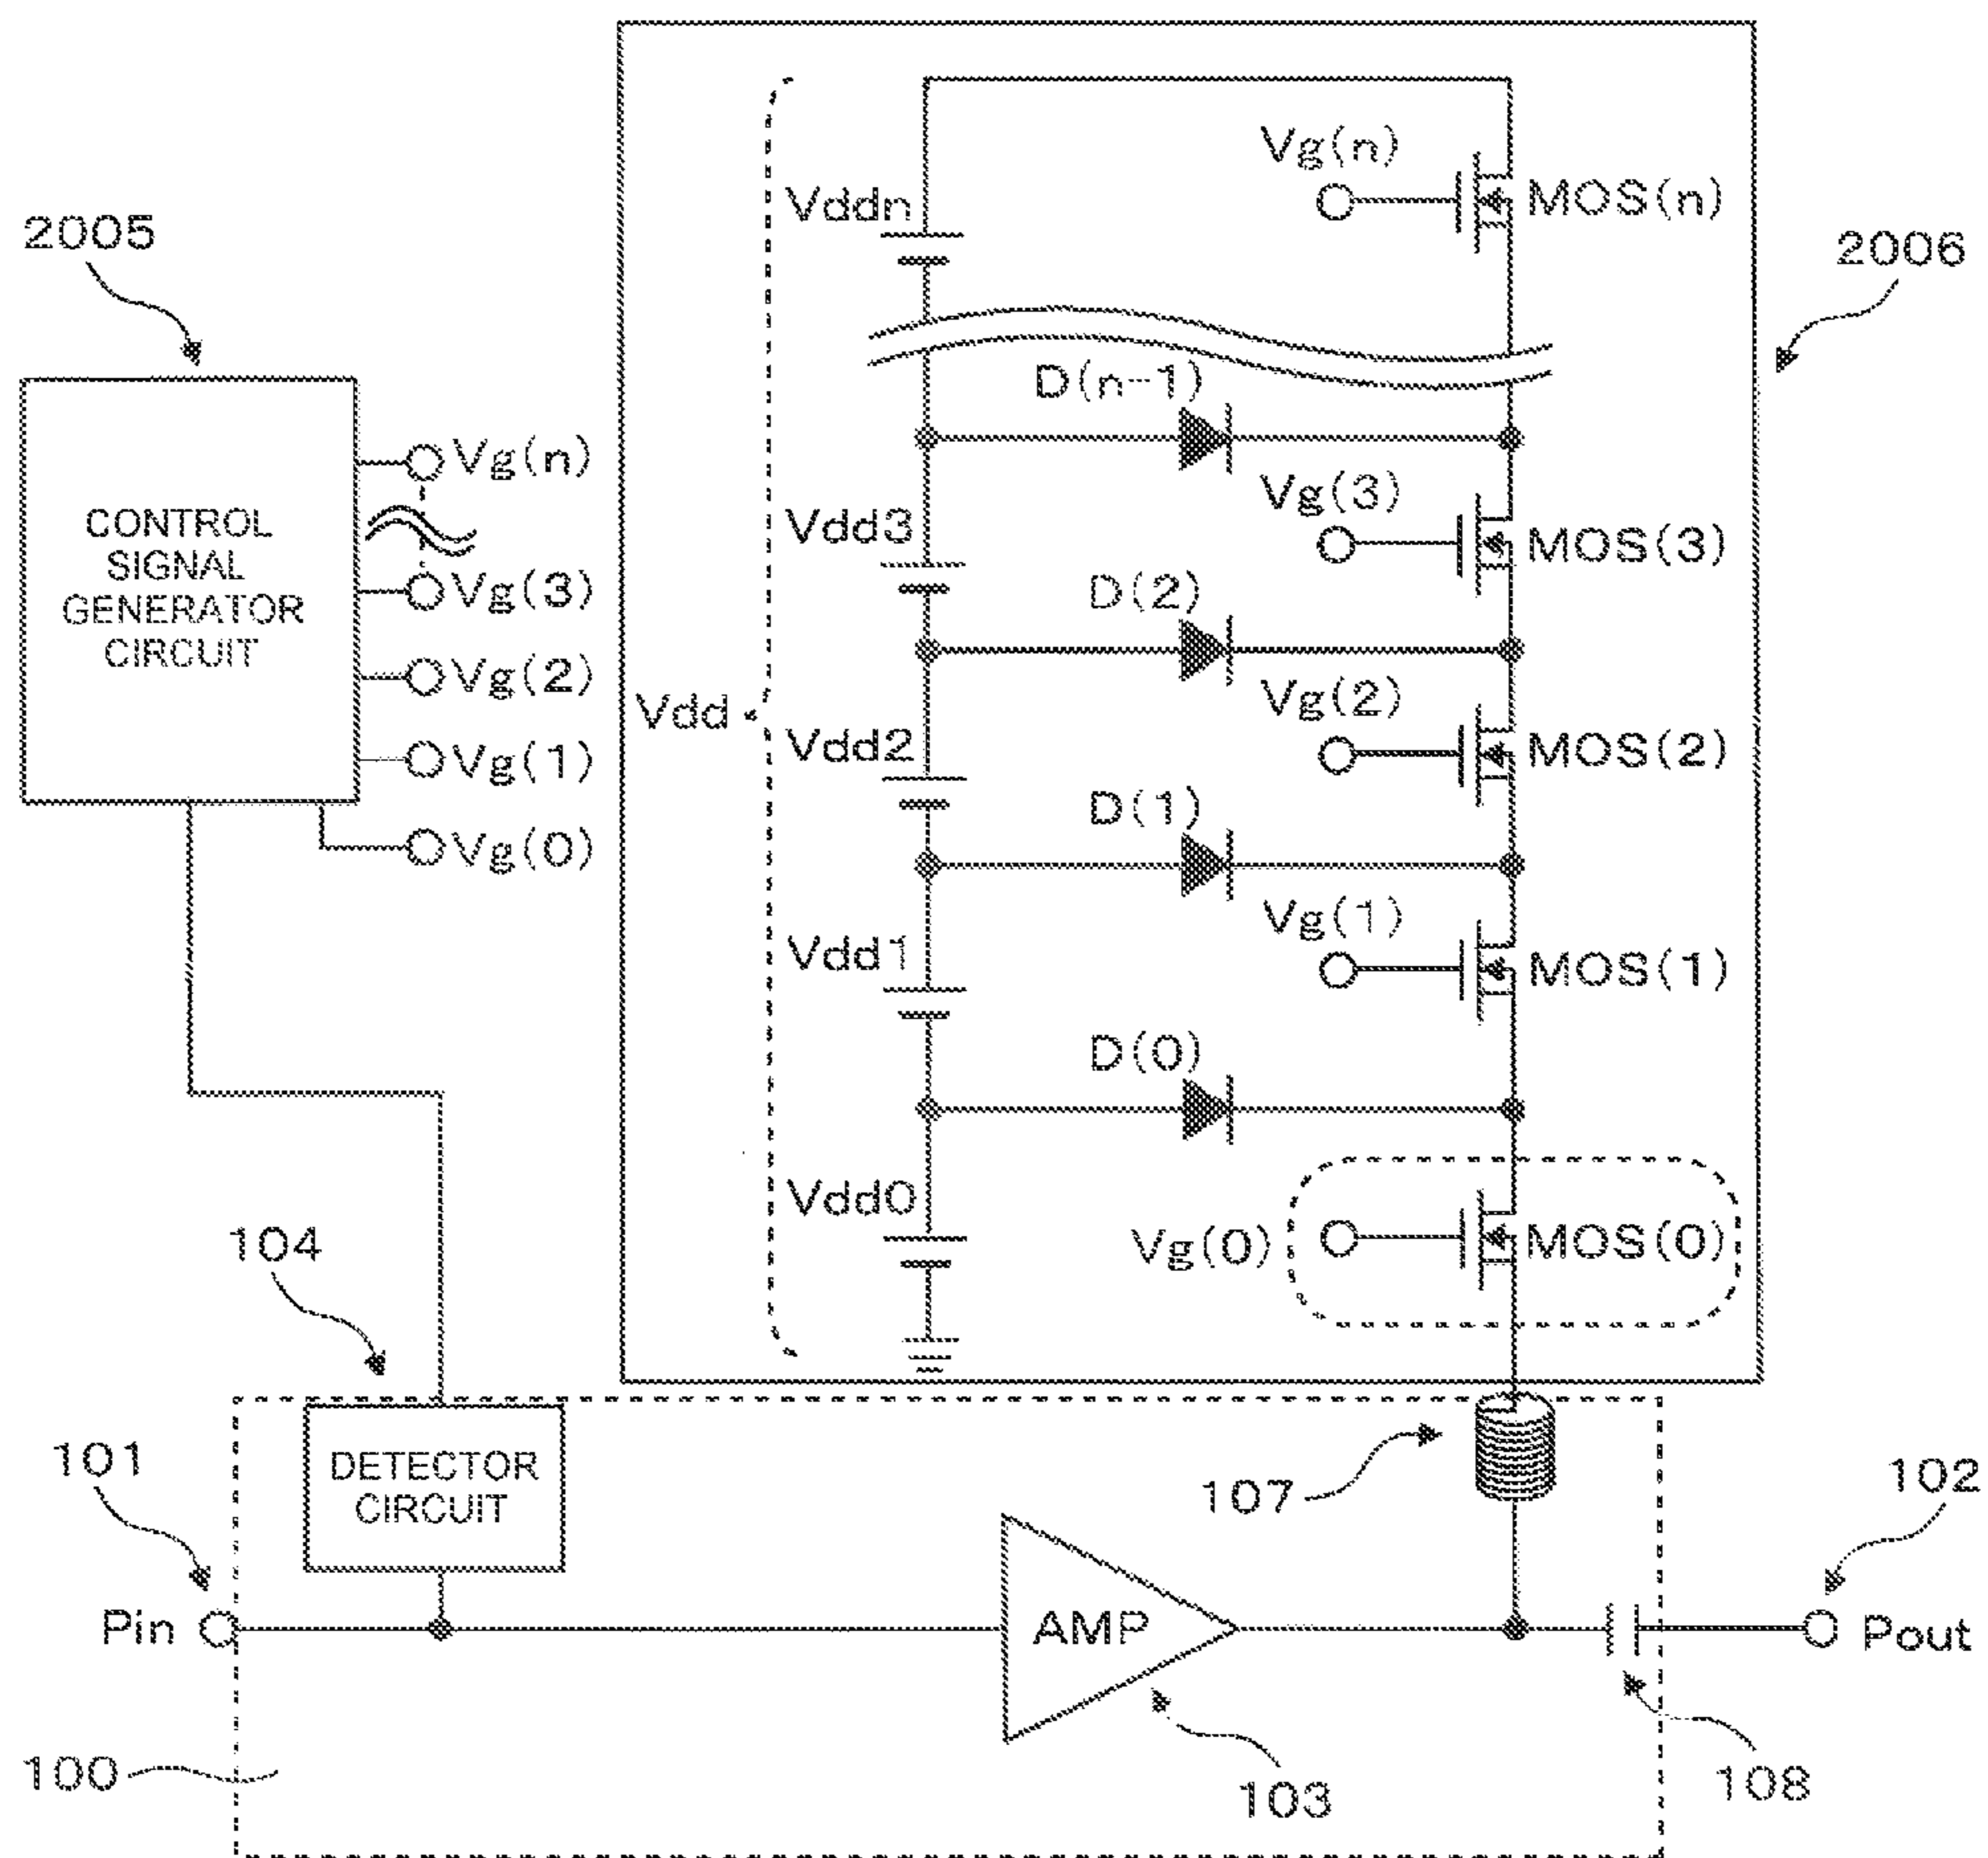 2005
CONTROL
SIGNAL
GENERATOR
CIRCUIT
Vg(n)
Vg(3)
Vg(2)
Vg(1)
Vg(0)
2006
Vdd
Vddn
Vg(n)
MOS(n)
D(n-1)
Vdd3
Vg(3)
MOS(3)
D(2)
Vdd2
Vg(2)
MOS(2)
D(1)
Vdd1
Vg(1)
MOS(1)
D(0)
Vdd0
Vg(0)
MOS(0)
104
DETECTOR
CIRCUIT
101
Pin
107
102
AMP
Pout
100
103
108